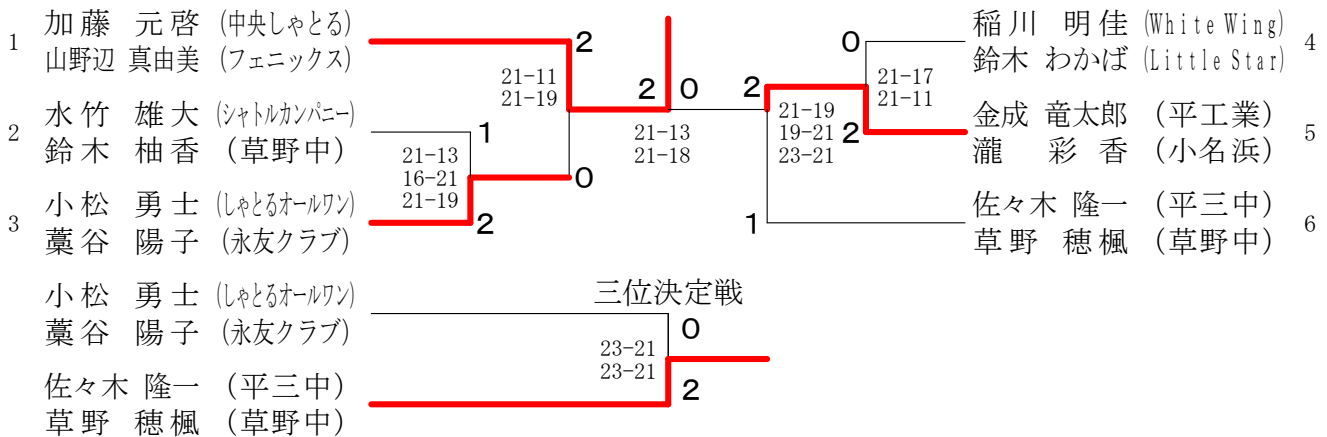 1 加藤 元啓 (中央しゃとる)
山野辺 真由美 (フェニックス)
2
21-11
21-19
2 水竹 雄大 (シャトルカンパニー)
鈴木 柚香 (草野中)
1
21-13
16-21
21-19
0
3 小松 勇士 (しゃとるオールワン)
藁谷 陽子 (永友クラブ)
2
2 0
21-13
21-18
稲川 明佳 (White Wing) 4
鈴木 わかば (Little Star)
0
21-17
21-11
2
金成 竜太郎 (平工業) 5
瀧 彩香 (小名浜)
2
21-19
19-21
23-21
佐々木 隆一 (平三中) 6
草野 穂楓 (草野中)
1
三位決定戦
小松 勇士 (しゃとるオールワン)
藁谷 陽子 (永友クラブ)
0
23-21
23-21
佐々木 隆一 (平三中)
草野 穂楓 (草野中)
2